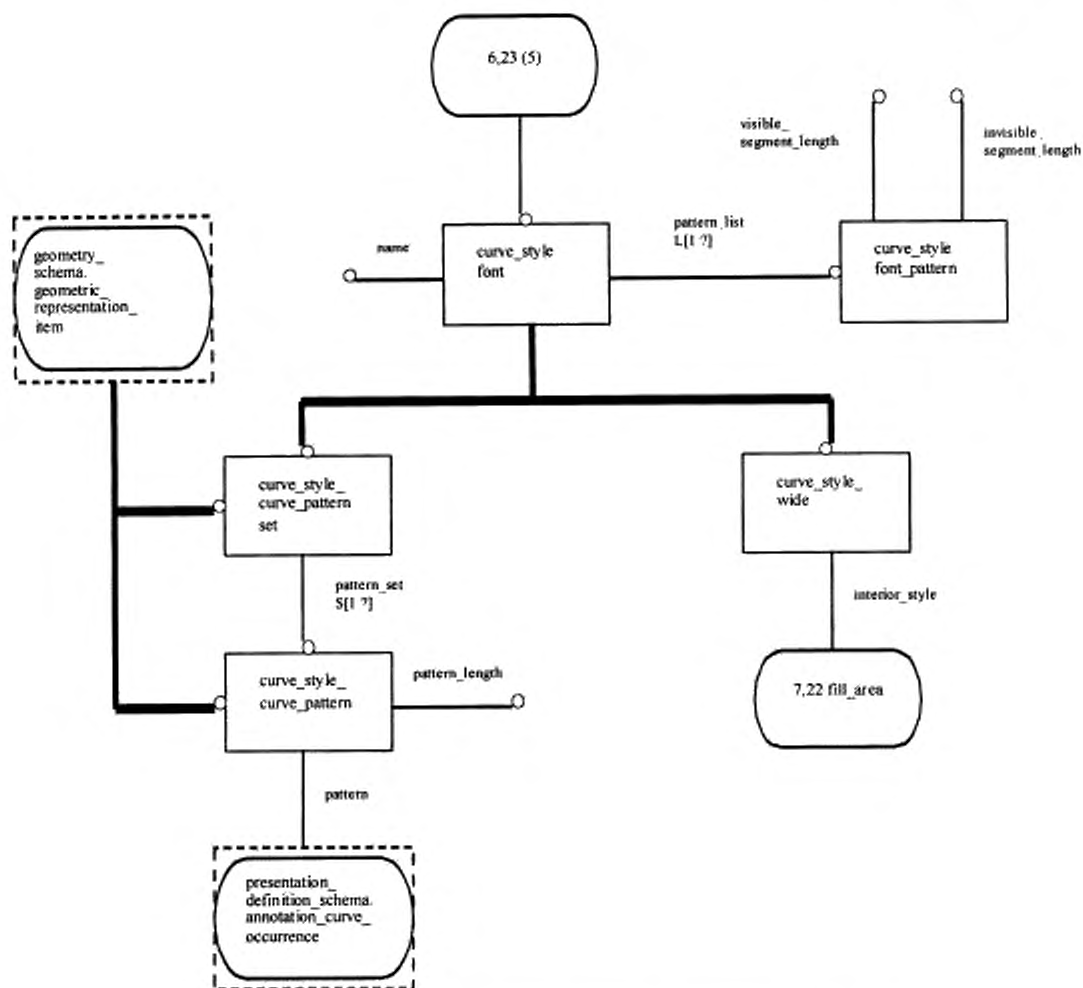 6,23 (5)
visible_
segment_length
invisible_
segment_length
geometry_
schema.
geometric_
representation_
item
name
curve_style
font
pattern_list
L[1 ?]
curve_style
font_pattern
curve_style_
curve_pattern
set
curve_style_
wide
pattern_set
S[1 ?]
interior_style
curve_style_
curve_pattern
pattern_length
7,22 fill_area
pattern
presentation_
definition_schema.
annotation_curve_
occurrence